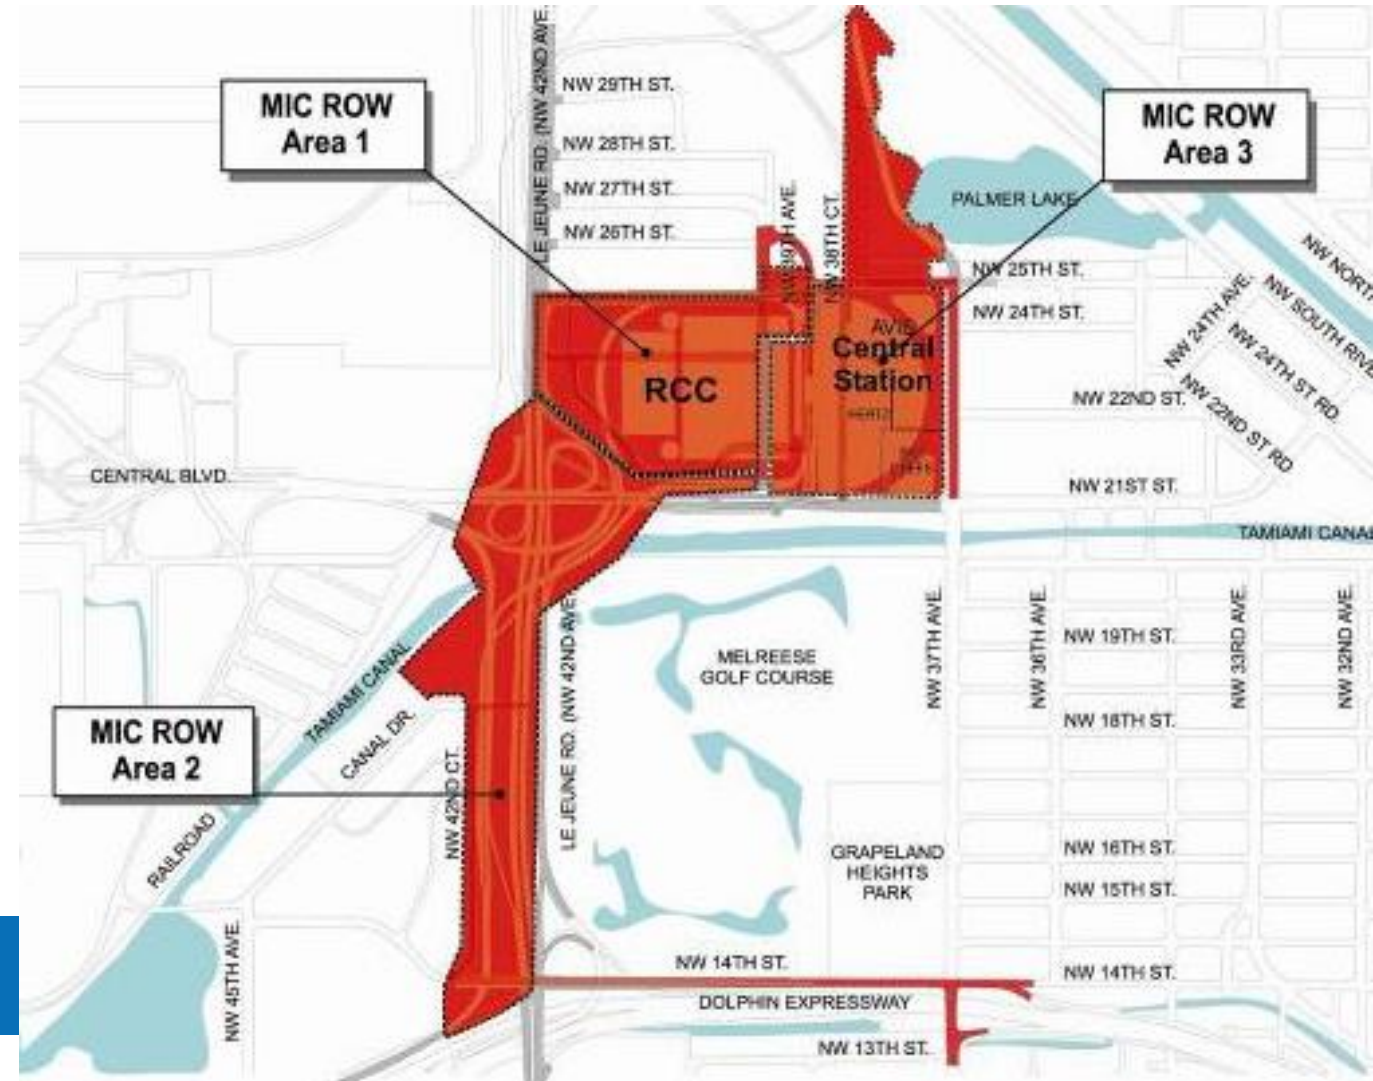 MIC ROW
Area 1
MIC ROW
Area 3
MIC ROW
Area 2
LE JEUNE RD. (NW 42ND AVE.
NW 29TH ST.
NW 28TH ST.
NW 27TH ST.
NW 26TH ST.
NW 39TH AVE.
NW 38TH CT.
PALMER LAKE
NW 25TH ST.
NW 24TH ST.
NW 24TH AVE.
NW NORTH
NW SOUTH RIVE
NW 24TH ST RD.
NW 22ND ST RD
NW 22ND ST.
NW 21ST ST.
AVIS
Central
Station
HERTZ
RCC
CENTRAL BLVD.
TAMIAMI CANAL
TAMIAMI CANAL
CANAL DR.
RAILROAD
NW 42ND CT.
LE JEUNE RD. (NW 42ND AVE.
MELREESE
GOLF COURSE
NW 37TH AVE.
NW 36TH AVE.
NW 33RD AVE.
NW 32ND AVE.
NW 19TH ST.
NW 18TH ST.
GRAPELAND
HEIGHTS
PARK
NW 16TH ST.
NW 15TH ST.
NW 45TH AVE.
NW 14TH ST.
NW 14TH ST.
DOLPHIN EXPRESSWAY
NW 13TH ST.